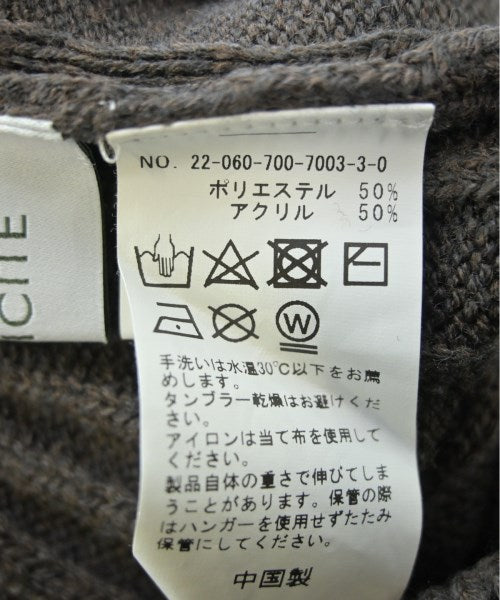 NO. 22-060-700-7003-3-0
ポリエステル 50%
アクリル 50%
W
手洗いは水温30℃以下をお薦
めします。
タンブラー乾燥はお避けくだ
さい。
アイロンは当て布を使用して
ください。
製品自体の重さで伸びてしま
うことがあります。保管の際
はハンガーを使用せずたたみ
保管にしてください。
中国製